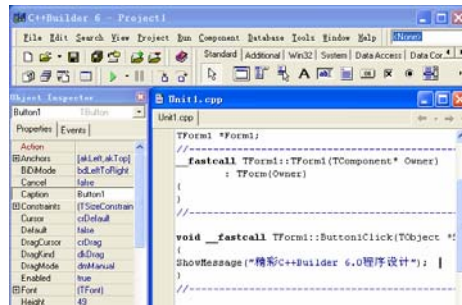 C++Builder 6 - Project1
File Edit Search View Project Run Component Database Tools Window Help <None>
Standard Additional Win32 System Data Access Data Cor
Object Inspector
Button1 TButton
Properties Events
Action
Anchors [akLeft,akTop]
BiDiMode bdLeftToRight
Cancel false
Caption Button1
Constraints (TSizeConstrain
Cursor crDefault
Default false
DragCursor crDrag
DragKind dkDrag
DragMode dmManual
Enabled true
Font (TFont)
Height 49
Unit1.cpp
Unit1.cpp
TForm1 *Form1;
//
__fastcall TForm1::TForm1(TComponent* Owner)
: TForm(Owner)
{
}
//
void __fastcall TForm1::Button1Click(TObject *S
{
ShowMessage("精彩C++Builder 6.0程序设计");
}
//